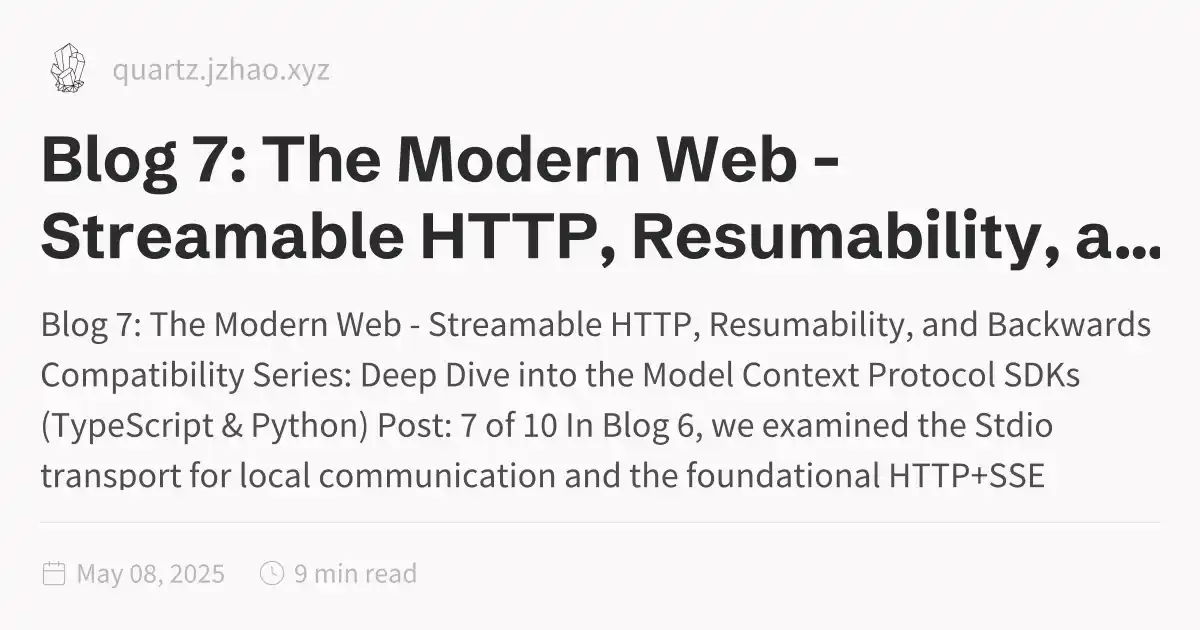 quartz.jzhao.xyz
Blog 7: The Modern Web -
Streamable HTTP, Resumability, a...
Blog 7: The Modern Web - Streamable HTTP, Resumability, and Backwards
Compatibility Series: Deep Dive into the Model Context Protocol SDKs
(TypeScript & Python) Post: 7 of 10 In Blog 6, we examined the Stdio
transport for local communication and the foundational HTTP+SSE
May 08, 2025
9 min read